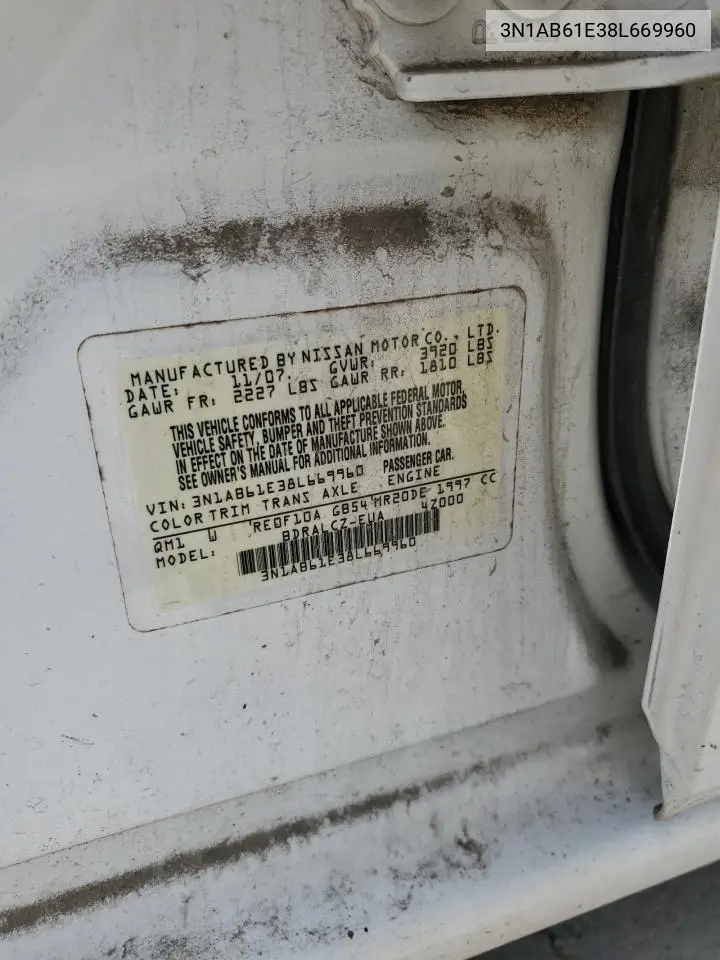 3N1AB61E38L669960
MANUFACTURED BY NISSAN MOTOR CO., LTD.
DATE: 11/07. GVWR: 3920 LBS
GAWR FR: 2227 LBS GAWR RR: 1810 LBS
THIS VEHICLE CONFORMS TO ALL APPLICABLE FEDERAL MOTOR
VEHICLE SAFETY, BUMPER AND THEFT PREVENTION STANDARDS
IN EFFECT ON THE DATE OF MANUFACTURE SHOWN ABOVE.
SEE OWNER'S MANUAL FOR ADDITIONAL INFORMATION.
VIN: 3N1AB61E38L669960 PASSENGER CAR.
COLOR TRIM TRANS AXLE ENGINE
QM1 W RE0F10A GB54 MR20DE 1997 CC
MODEL: BDRALCZ-EUA 4Z000
3N1AB61E38L669960